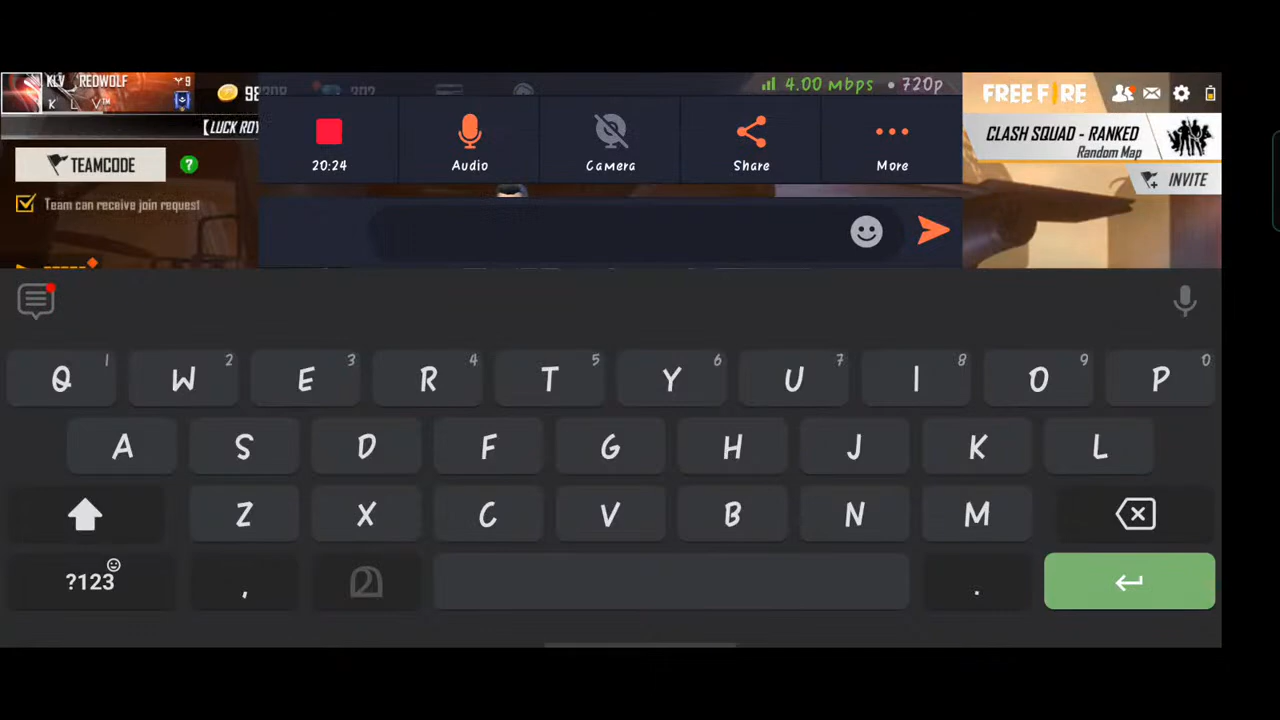 KLV REDWOLF 9
K L V™
4.00 mbps • 720p
FREE FIRE
【LUCK ROY
20:24
Audio
Camera
Share
More
CLASH SQUAD - RANKED
Random Map
TEAMCODE ?
INVITE
Team can receive join request
Q 1 W 2 E 3 R 4 T 5 Y 6 U 7 I 8 O 9 P 0
A S D F G H J K L
Z X C V B N M
?123 , മ .